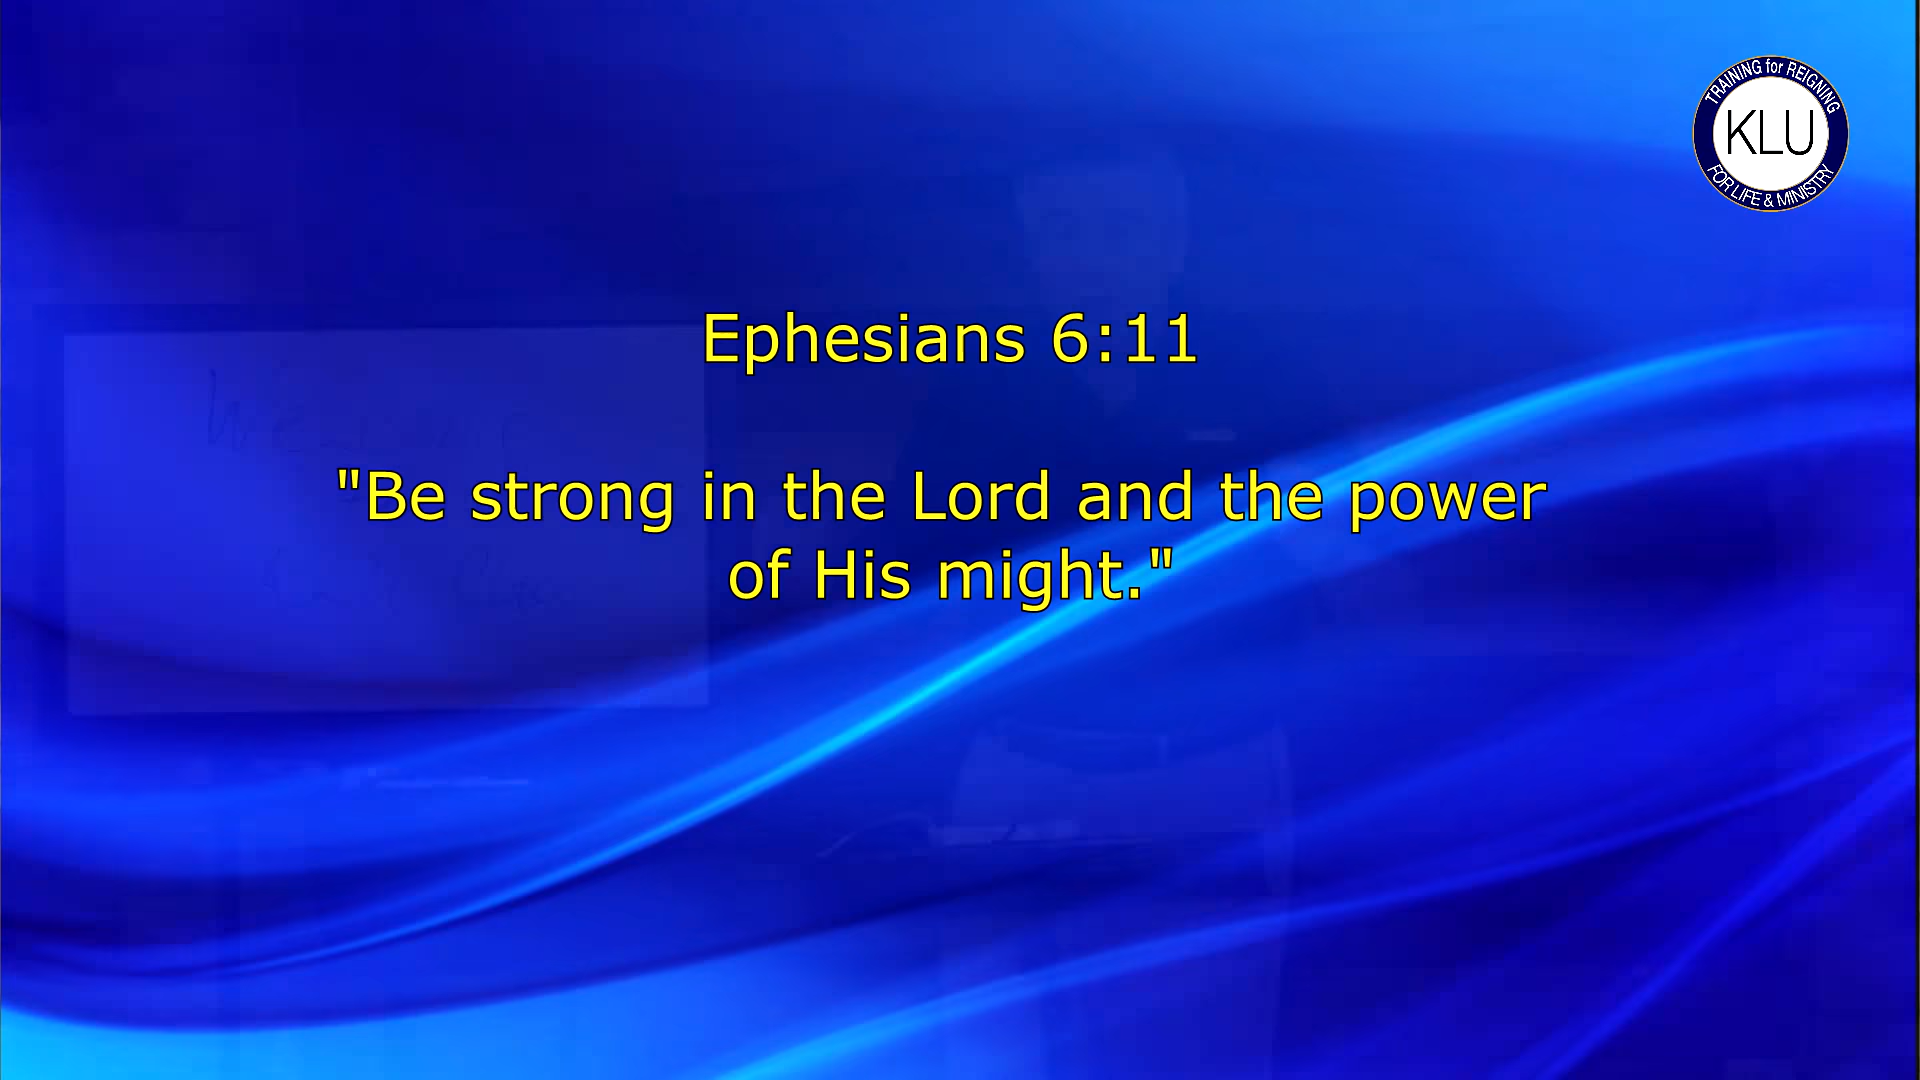 TRAINING for REIGNING
KLU
FOR LIFE & MINISTRY
Ephesians 6:11
"Be strong in the Lord and the power
of His might."